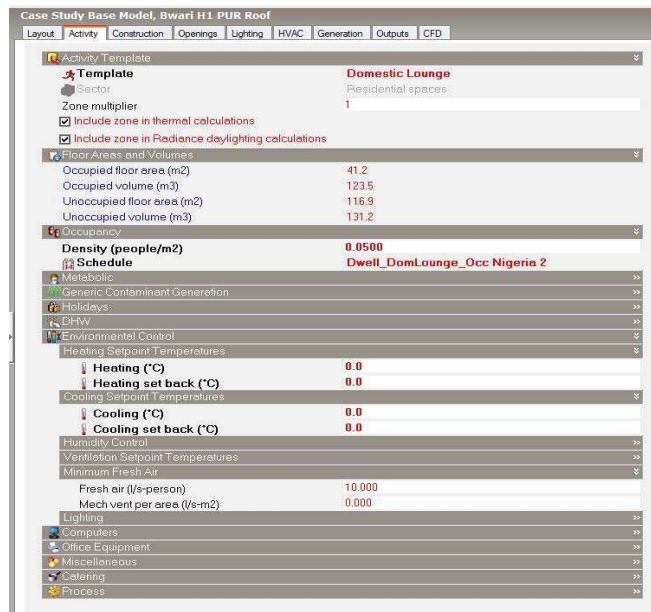 Case Study Base Model, Bwari H1 PUR Roof
Layout Activity Construction Openings Lighting HVAC Generation Outputs CFD
Activity Template
Template Domestic Lounge
Sector Residential spaces
Zone multiplier 1
Include zone in thermal calculations
Include zone in Radiance daylighting calculations
Floor Areas and Volumes
Occupied floor area (m2) 41.2
Occupied volume (m3) 123.5
Unoccupied floor area (m2) 116.9
Unoccupied volume (m3) 131.2
Occupancy
Density (people/m2) 0.0500
Schedule Dwell_DomLounge_Occ Nigeria 2
Metabolic
Generic Contaminant Generation
Holidays
DHW
Environmental Control
Heating Setpoint Temperatures
Heating (°C) 0.0
Heating set back (°C) 0.0
Cooling Setpoint Temperatures
Cooling (°C) 0.0
Cooling set back (°C) 0.0
Humidity Control
Ventilation Setpoint Temperatures
Minimum Fresh Air
Fresh air (l/s-person) 10.000
Mech vent per area (l/s-m2) 0.000
Lighting
Computers
Office Equipment
Miscellaneous
Catering
Process